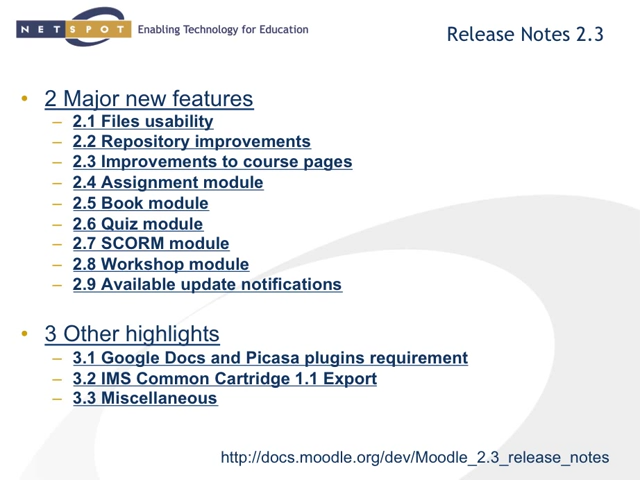 NETSPOT Enabling Technology for Education
Release Notes 2.3
• 2 Major new features
– 2.1 Files usability
– 2.2 Repository improvements
– 2.3 Improvements to course pages
– 2.4 Assignment module
– 2.5 Book module
– 2.6 Quiz module
– 2.7 SCORM module
– 2.8 Workshop module
– 2.9 Available update notifications
• 3 Other highlights
– 3.1 Google Docs and Picasa plugins requirement
– 3.2 IMS Common Cartridge 1.1 Export
– 3.3 Miscellaneous
http://docs.moodle.org/dev/Moodle_2.3_release_notes